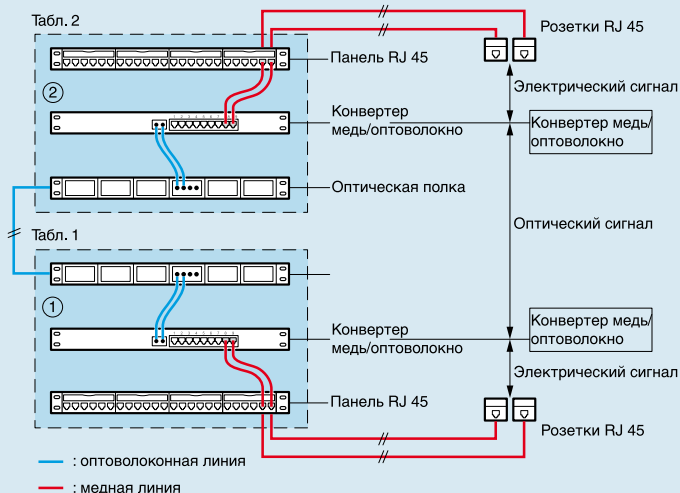 Табл. 2
Розетки RJ 45
Панель RJ 45
Электрический сигнал
2
Конвертер
медь/оптоволокно
Конвертер медь/
оптоволокно
Оптическая полка
Оптический сигнал
Табл. 1
1
Конвертер
медь/оптоволокно
Конвертер медь/
оптоволокно
Электрический сигнал
Панель RJ 45
Розетки RJ 45
: оптоволоконная линия
: медная линия